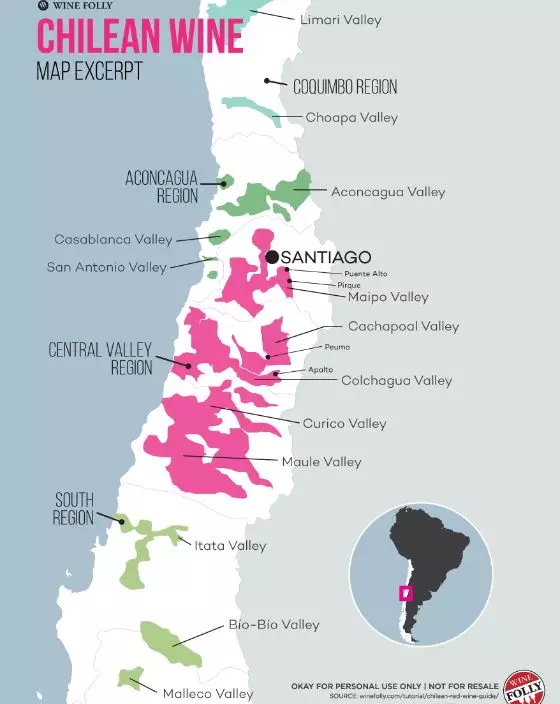 WINE FOLLY
CHILEAN WINE
MAP EXCERPT
Limari Valley
COQUIMBO REGION
Choapa Valley
ACONCAGUA
REGION
Aconcagua Valley
Casablanca Valley
San Antonio Valley
SANTIAGO
Puente Alto
Pirque
Maipo Valley
Cachapoal Valley
Peumo
CENTRAL VALLEY
REGION
Apalto
Colchagua Valley
Curico Valley
Maule Valley
SOUTH
REGION
Itata Valley
Bío-Bío Valley
Malleco Valley
OKAY FOR PERSONAL USE ONLY | NOT FOR RESALE
SOURCE: winefolly.com/tutorial/chilean-red-wine-guide/
WINE
FOLLY